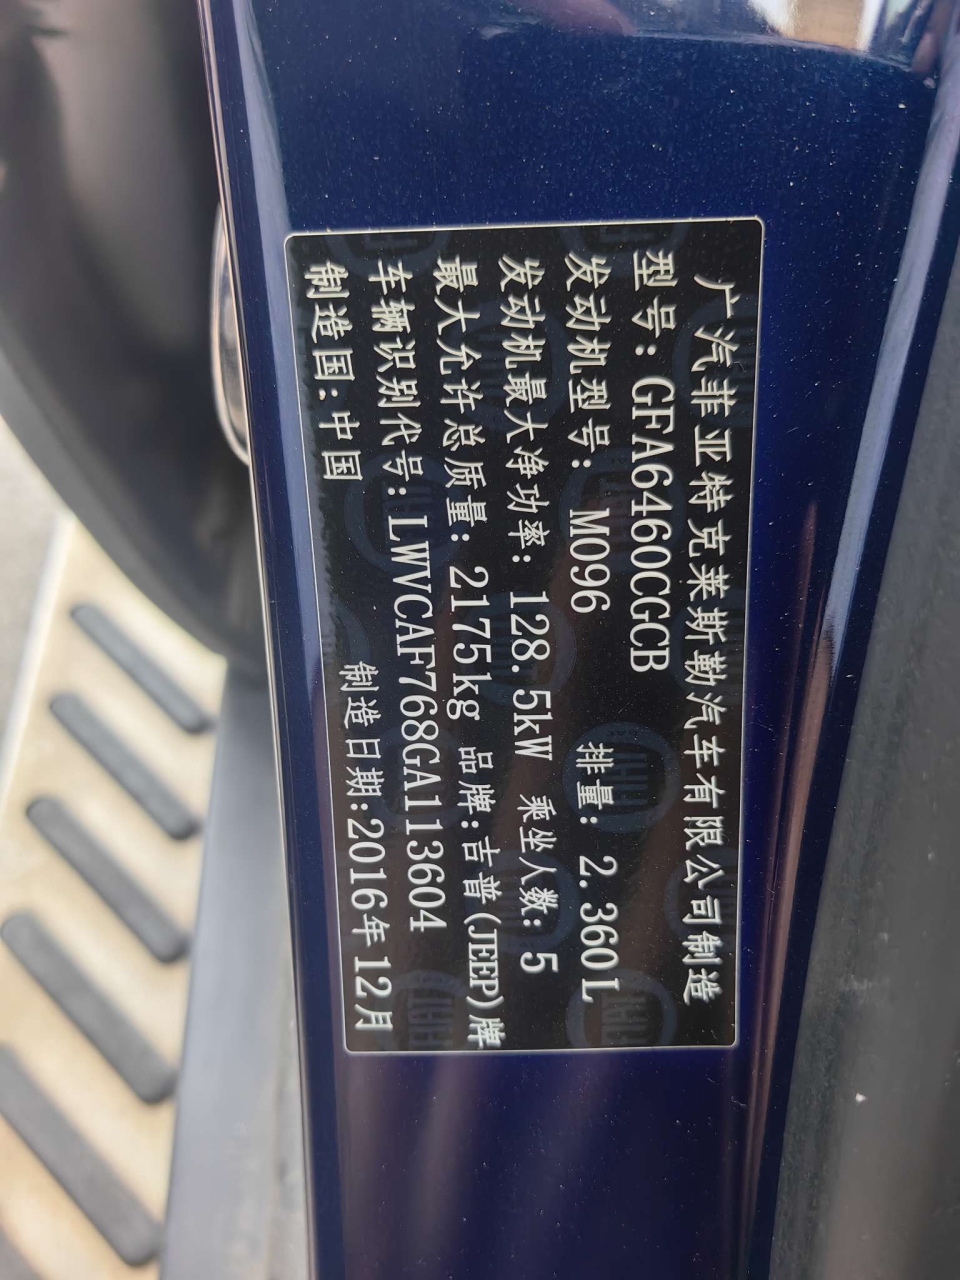 广汽菲亚特克莱斯勒汽车有限公司制造
型号: GFA6460CGCB
发动机型号: M096 排量: 2.360L
发动机最大净功率: 128.5kW 乘坐人数: 5
最大允许总质量: 2175kg 品牌:吉普(JEEP)牌
车辆识别代号: LWVCAF768GA113604
制造国:中国 制造日期:2016年12月